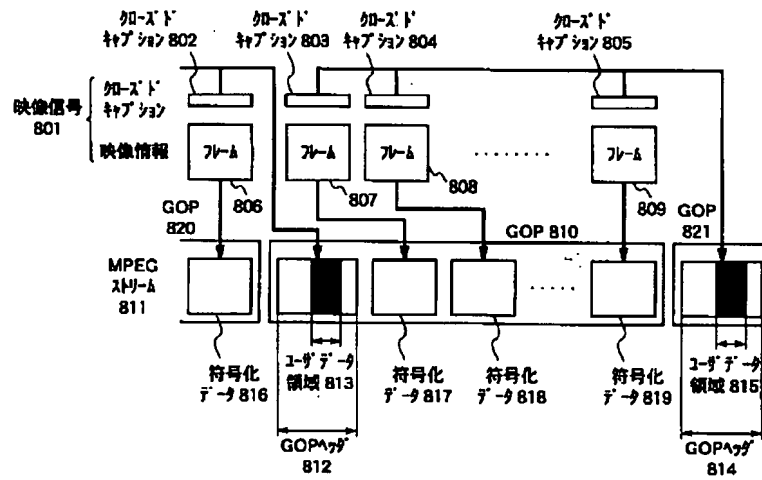 クローズド
キャプション 802
クローズド
キャプション 803
クローズド
キャプション 804
クローズド
キャプション 805
映像信号
801
クローズド
キャプション
映像情報
フレーム
フレーム
フレーム
フレーム
806
807
808
809
GOP
820
GOP 810
GOP
821
MPEG
ストリーム
811
符号化
データ 816
ユーザデータ
領域 813
符号化
データ 817
符号化
データ 818
符号化
データ 819
ユーザデータ
領域 815
GOPヘッダ
812
GOPヘッダ
814